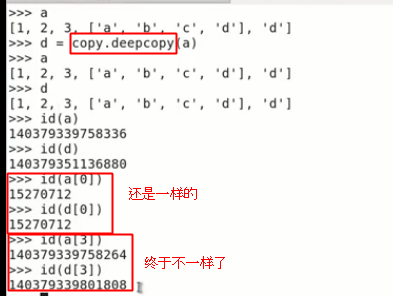 >>> a
[1, 2, 3, ['a', 'b', 'c', 'd'], 'd']
>>> d = copy.deepcopy(a)
>>> a
[1, 2, 3, ['a', 'b', 'c', 'd'], 'd']
>>> d
[1, 2, 3, ['a', 'b', 'c', 'd'], 'd']
>>> id(a)
140379339758336
>>> id(d)
140379351136880
>>> id(a[0])
15270712
还是一样的
>>> id(d[0])
15270712
>>> id(a[3])
140379339758264
终于不一样了
>>> id(d[3])
140379339801808